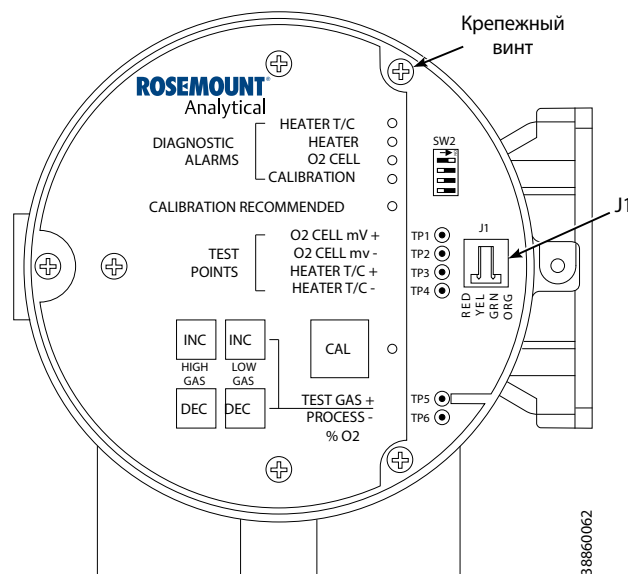 Крепежный
винт
ROSEMOUNT®
Analytical
DIAGNOSTIC
ALARMS
HEATER T/C
HEATER
O2 CELL
CALIBRATION
CALIBRATION RECOMMENDED
TEST
POINTS
O2 CELL mV +
O2 CELL mV -
HEATER T/C +
HEATER T/C -
SW2
TP1
TP2
TP3
TP4
J1
RED
YEL
GRN
ORG
J1
INC
INC
HIGH
GAS
LOW
GAS
DEC
DEC
CAL
TEST GAS +
PROCESS -
% O2
TP5
TP6
38860062